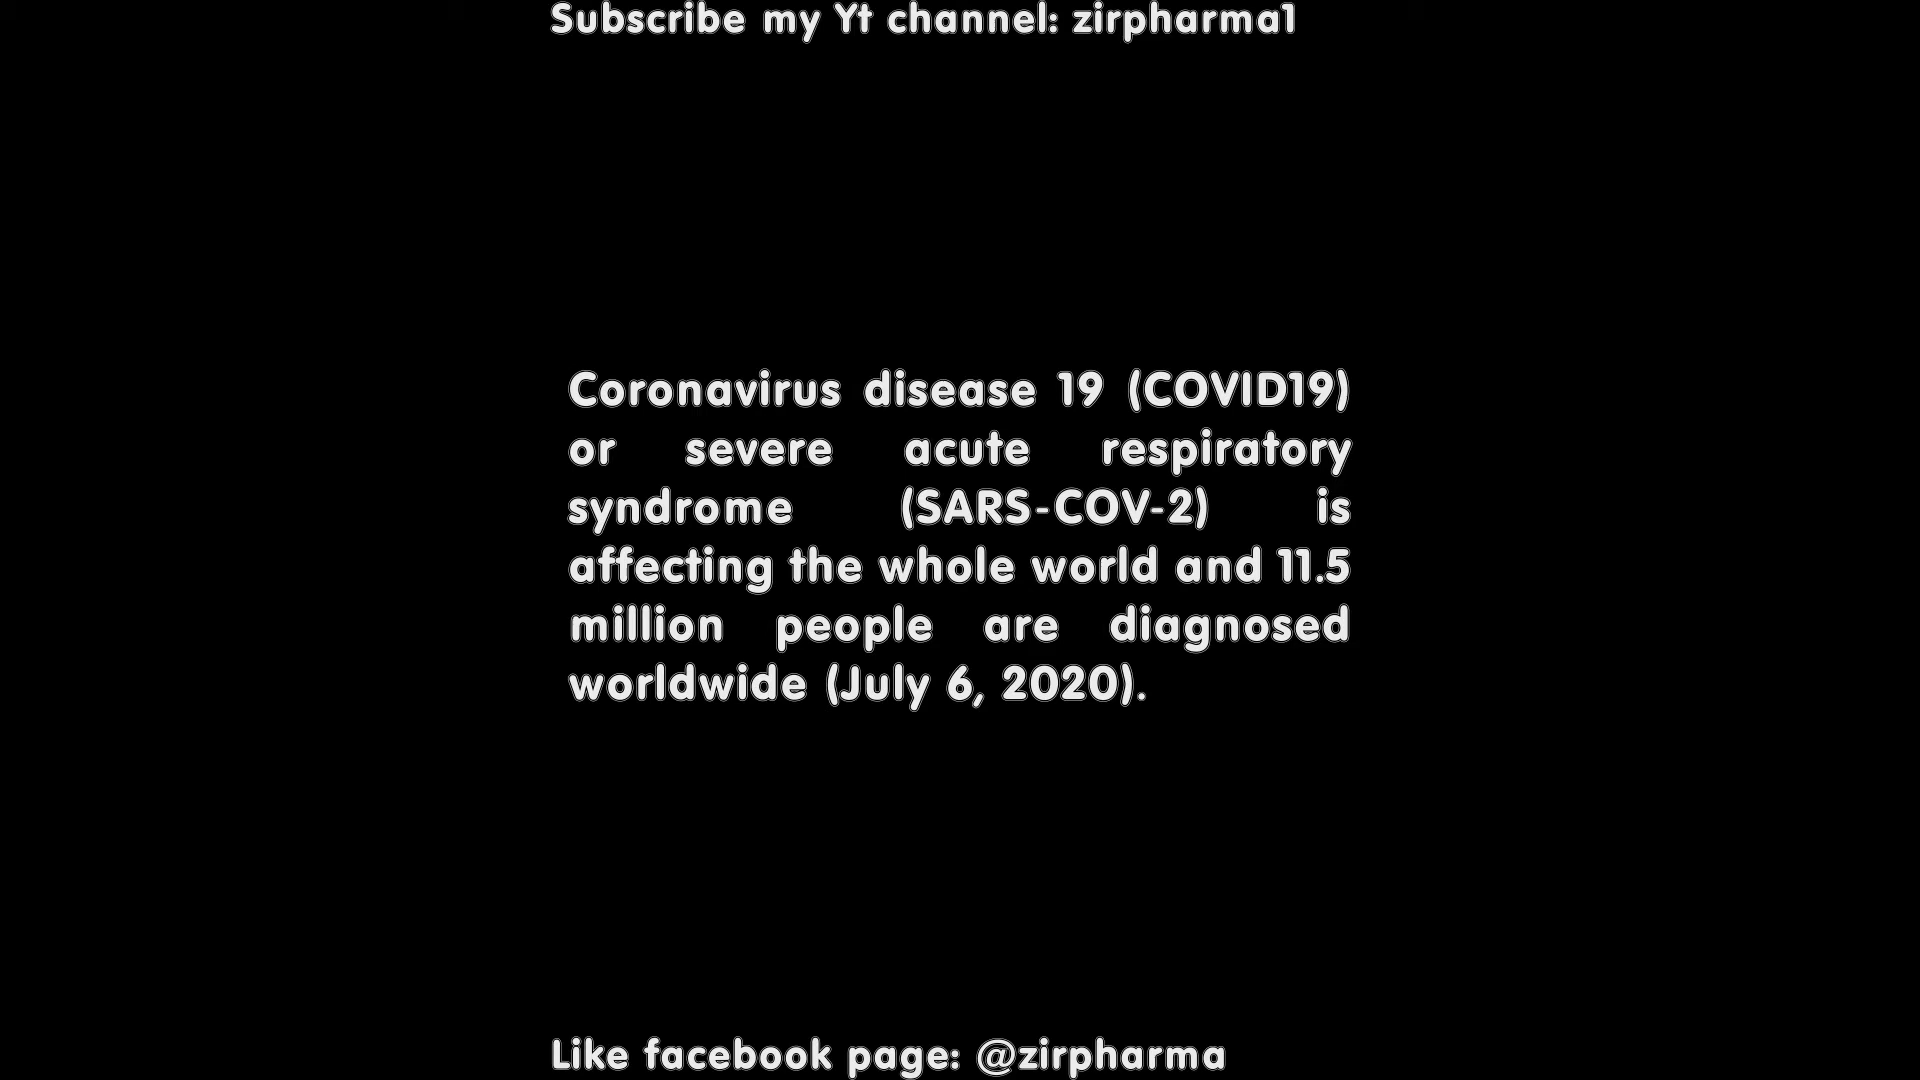 Subscribe my Yt channel: zirpharma1
Coronavirus disease 19 (COVID19)
or severe acute respiratory
syndrome (SARS-COV-2) is
affecting the whole world and 11.5
million people are diagnosed
worldwide (July 6, 2020).
Like facebook page: @zirpharma